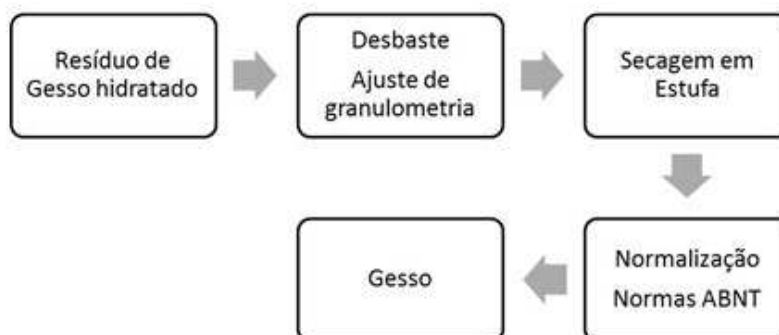 Resíduo de
Gesso hidratado
Desbaste
Ajuste de
granulometria
Secagem em
Estufa
Normalização
Normas ABNT
Gesso